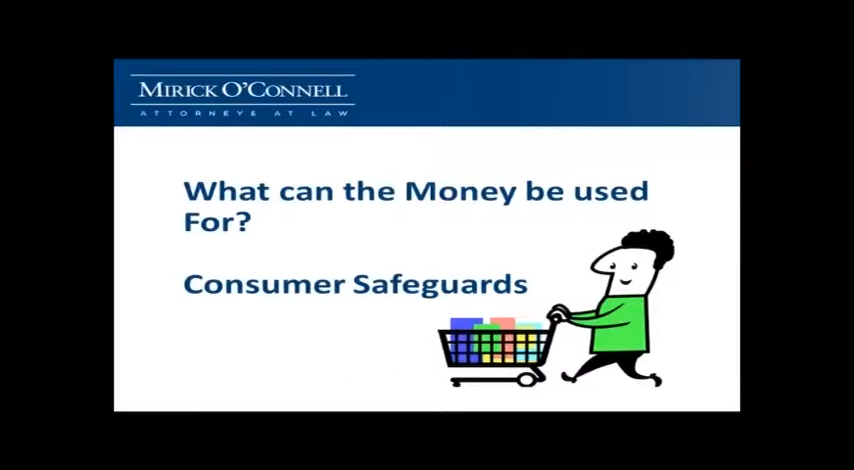 MIRICK O'CONNELL
ATTORNEYS AT LAW
What can the Money be used
For?
Consumer Safeguards